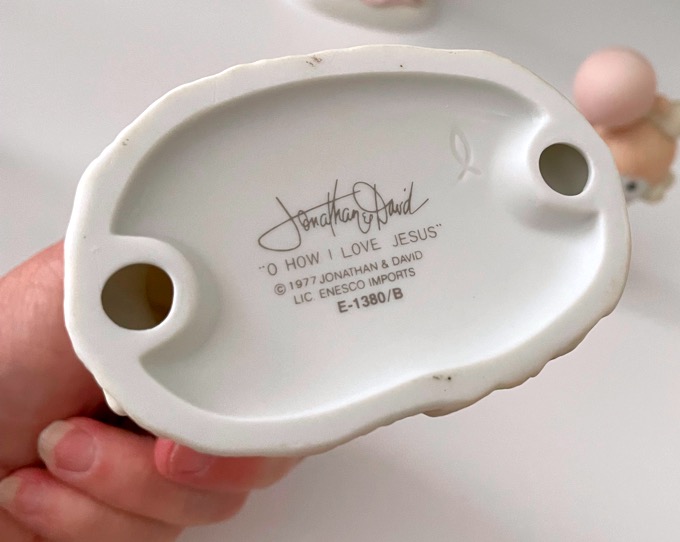 Jonathan & David
"O HOW I LOVE JESUS"
© 1977 JONATHAN & DAVID
LIC ENESCO IMPORTS
E-1380/B